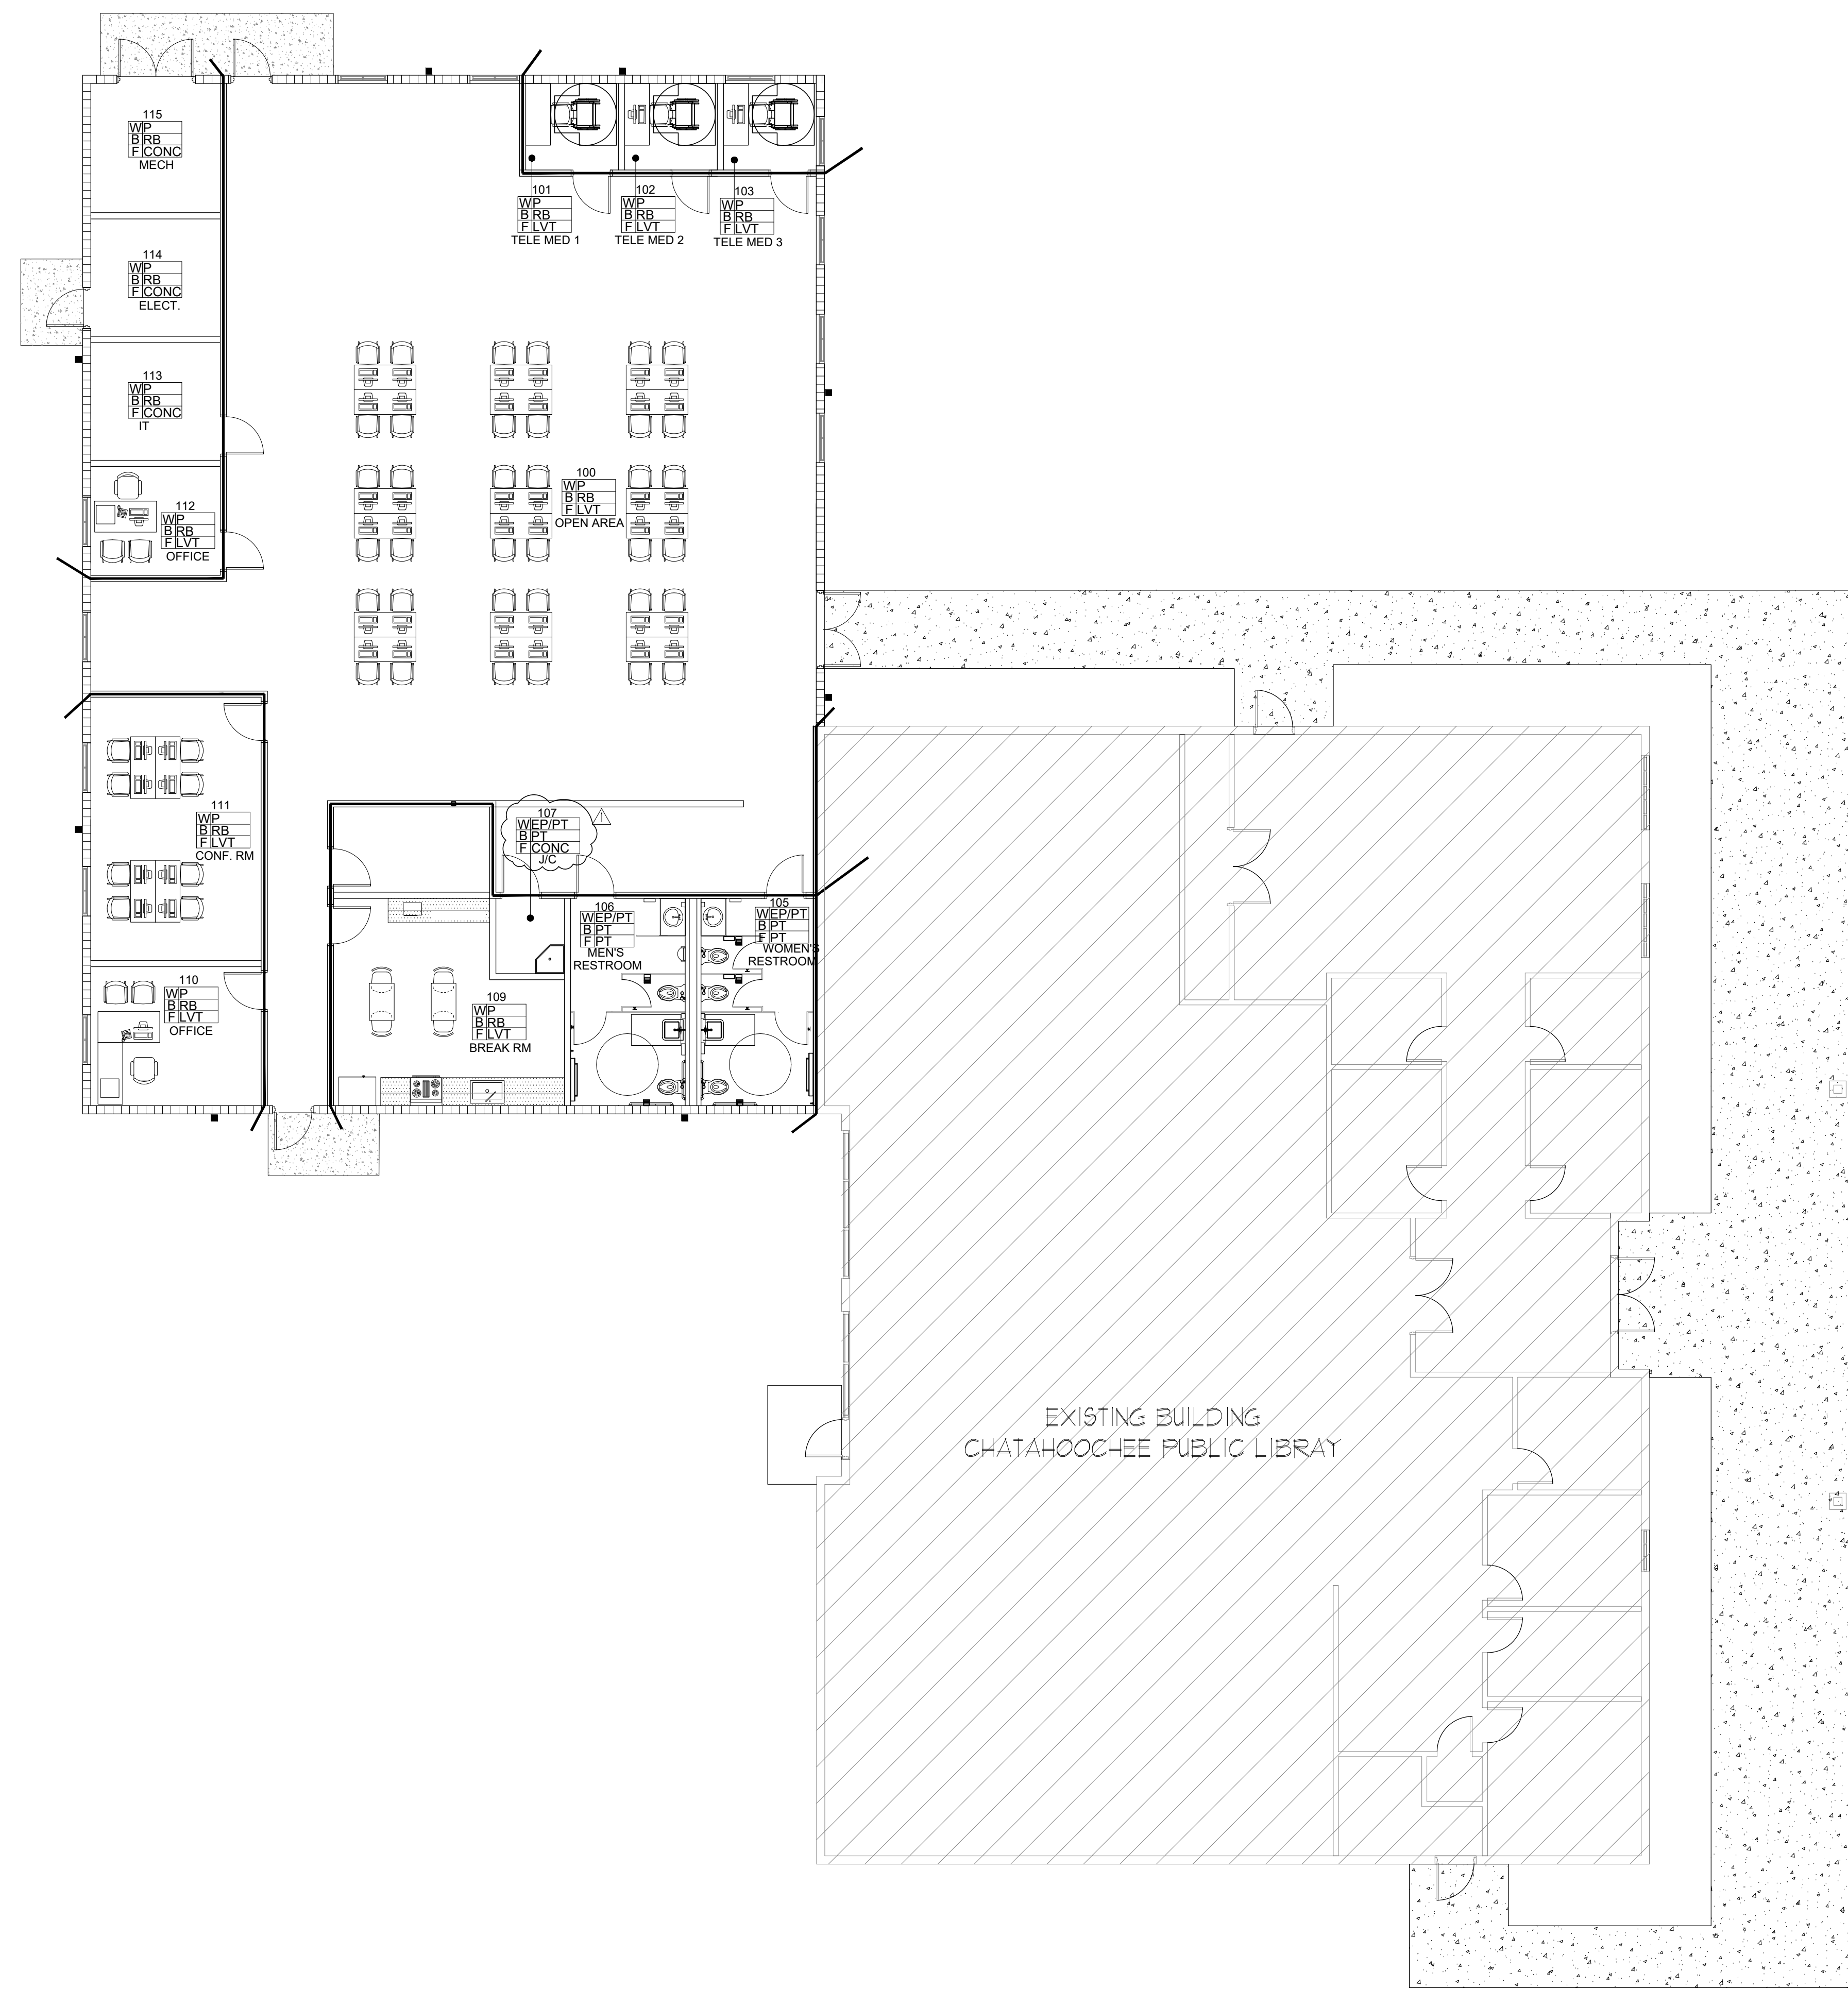 115
W P
B RB
F CONC
MECH
101
W P
B RB
F LVT
TELE MED 1
102
W P
B RB
F LVT
TELE MED 2
103
W P
B RB
F LVT
TELE MED 3
114
W P
B RB
F CONC
ELECT.
113
W P
B RB
F CONC
IT
100
W P
B RB
F LVT
OPEN AREA
112
W P
B RB
F LVT
OFFICE
111
W P
B RB
F LVT
CONF. RM
107
W EP/PT
B PT
F CONC
J/C
106
W EP/PT
B PT
F PT
MEN'S
RESTROOM
105
W EP/PT
B PT
F PT
WOMEN'S
RESTROOM
110
W P
B RB
F LVT
OFFICE
109
W P
B RB
F LVT
BREAK RM
EXISTING BUILDING
CHATAHOOCHEE PUBLIC LIBRAY